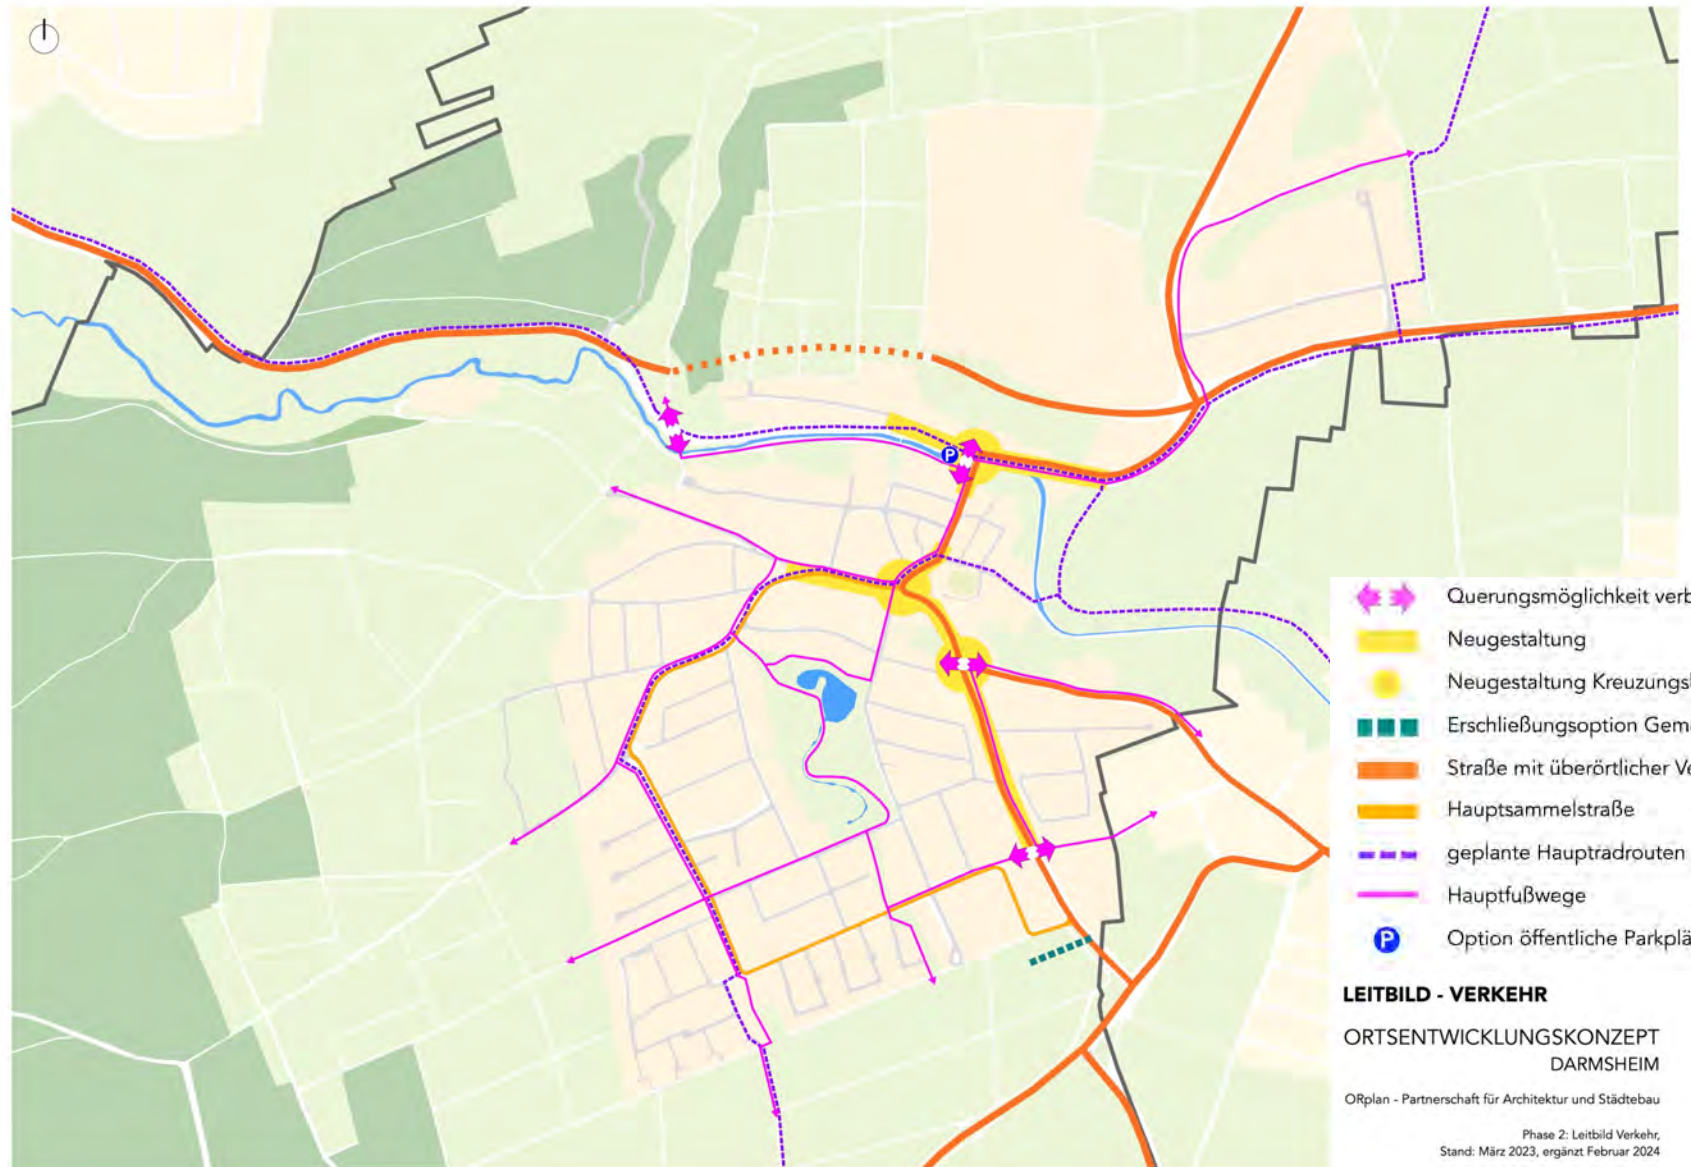 P
Querungsmöglichkeit verb
Neugestaltung
Neugestaltung Kreuzungs
Erschließungsoption Gem
Straße mit überörtlicher Ve
Hauptsammelstraße
geplante Hauptradrouten
Hauptfußwege
P Option öffentliche Parkplä
LEITBILD - VERKEHR
ORTSENTWICKLUNGSKONZEPT
DARMSHEIM
ORplan - Partnerschaft für Architektur und Städtebau
Phase 2: Leitbild Verkehr,
Stand: März 2023, ergänzt Februar 2024